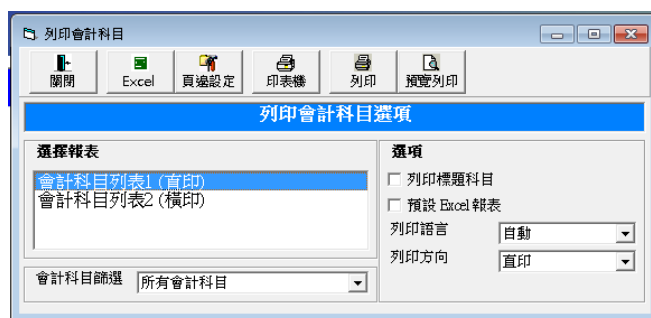 列印會計科目
關閉
Excel
頁邊設定
印表機
列印
預覽列印
列印會計科目選項
選擇報表
會計科目列表1 (直印)
會計科目列表2 (橫印)
會計科目篩選 所有會計科目
選項
列印標題科目
預設 Excel 報表
列印語言 自動
列印方向 直印